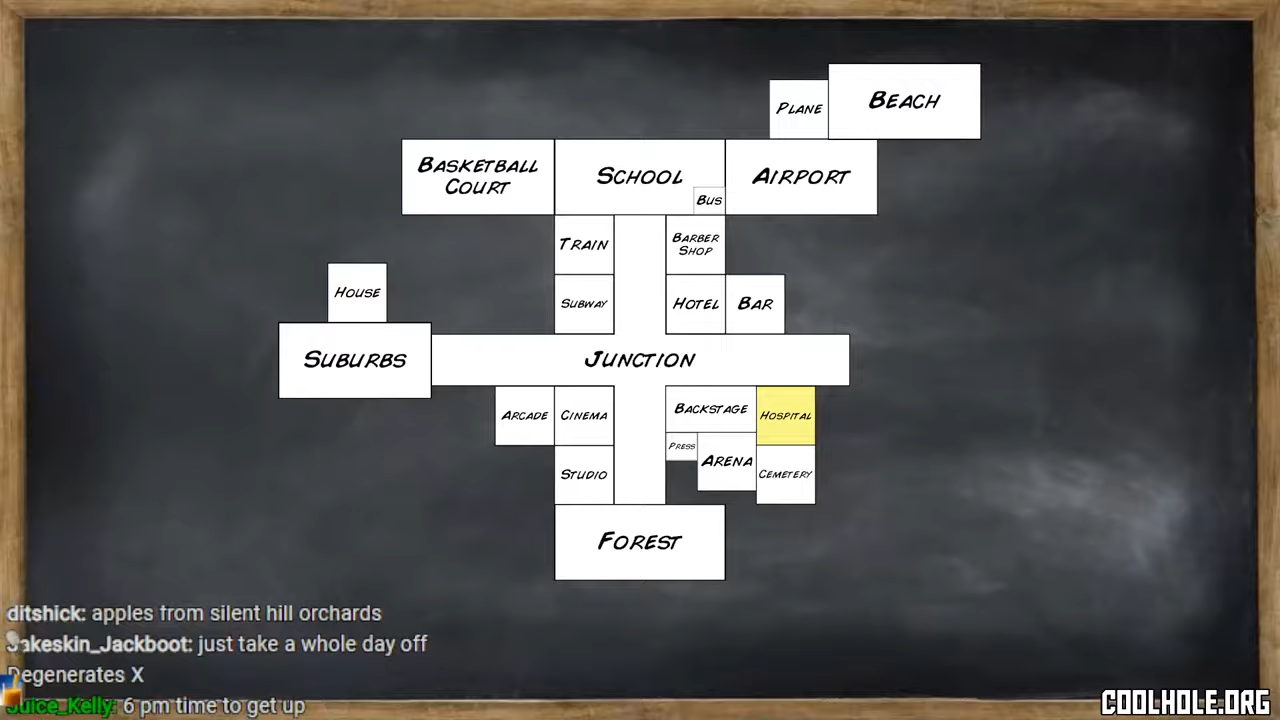 PLANE
BEACH
BASKETBALL
COURT
SCHOOL
BUS
AIRPORT
TRAIN
BARBER
SHOP
HOUSE
SUBWAY
HOTEL
BAR
SUBURBS
JUNCTION
ARCADE
CINEMA
BACKSTAGE
HOSPITAL
PRESS
ARENA
STUDIO
CEMETERY
FOREST
ditshick: apples from silent hill orchards
Jakeskin_Jackboot: just take a whole day off
Degenerates X
Juice_Kelly: 6 pm time to get up
COOLHOLE.ORG